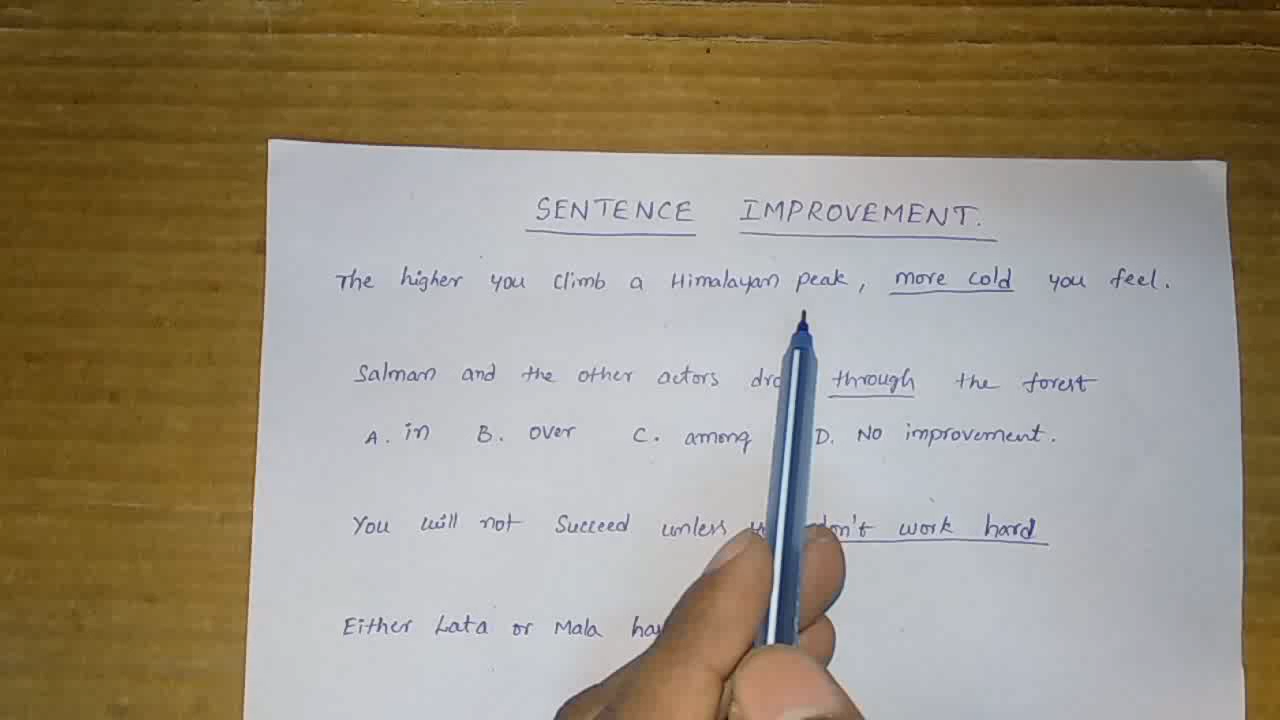 SENTENCE IMPROVEMENT.
The higher you climb a Himalayan peak, more cold you feel.
Salman and the other actors through the forest
A. in B. over C. among D. No improvement.
You will not Succeed unless don't work hard
Either Lata or Mala